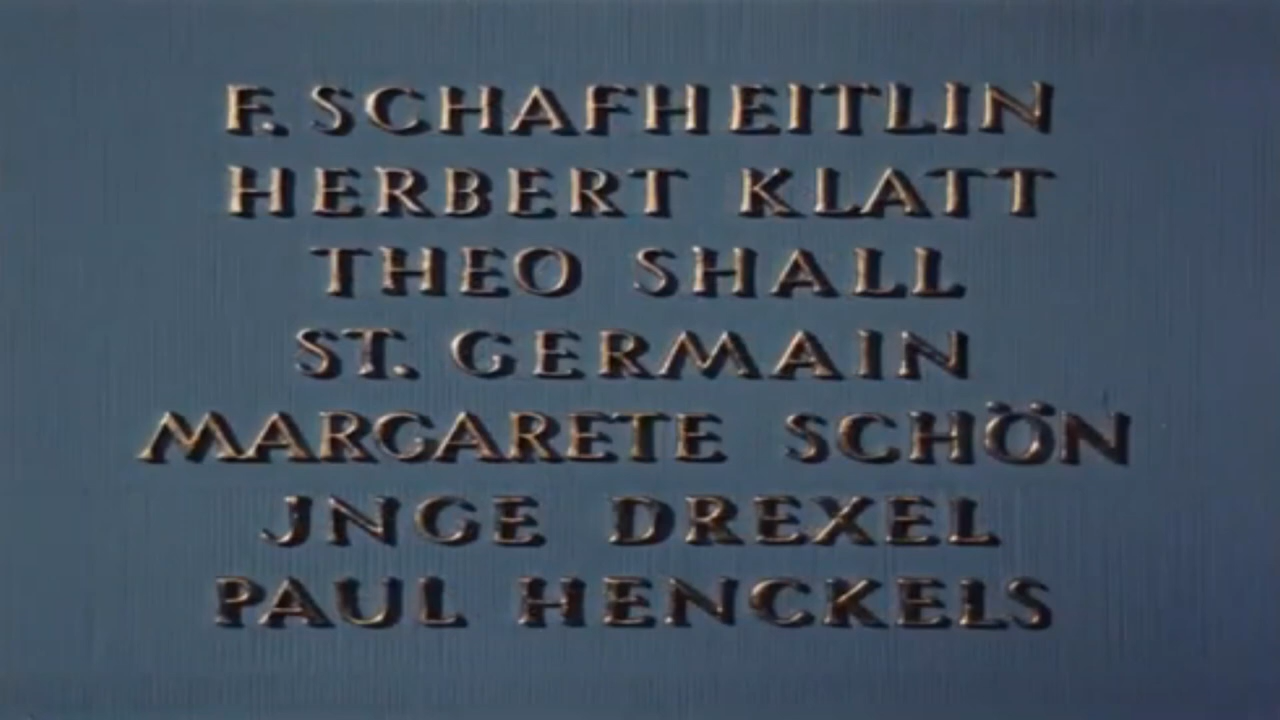 F. SCHAFHEITLIN
HERBERT KLATT
THEO SHALL
ST. GERMAIN
MARGARETE SCHÖN
JNGE DREXEL
PAUL HENCKELS